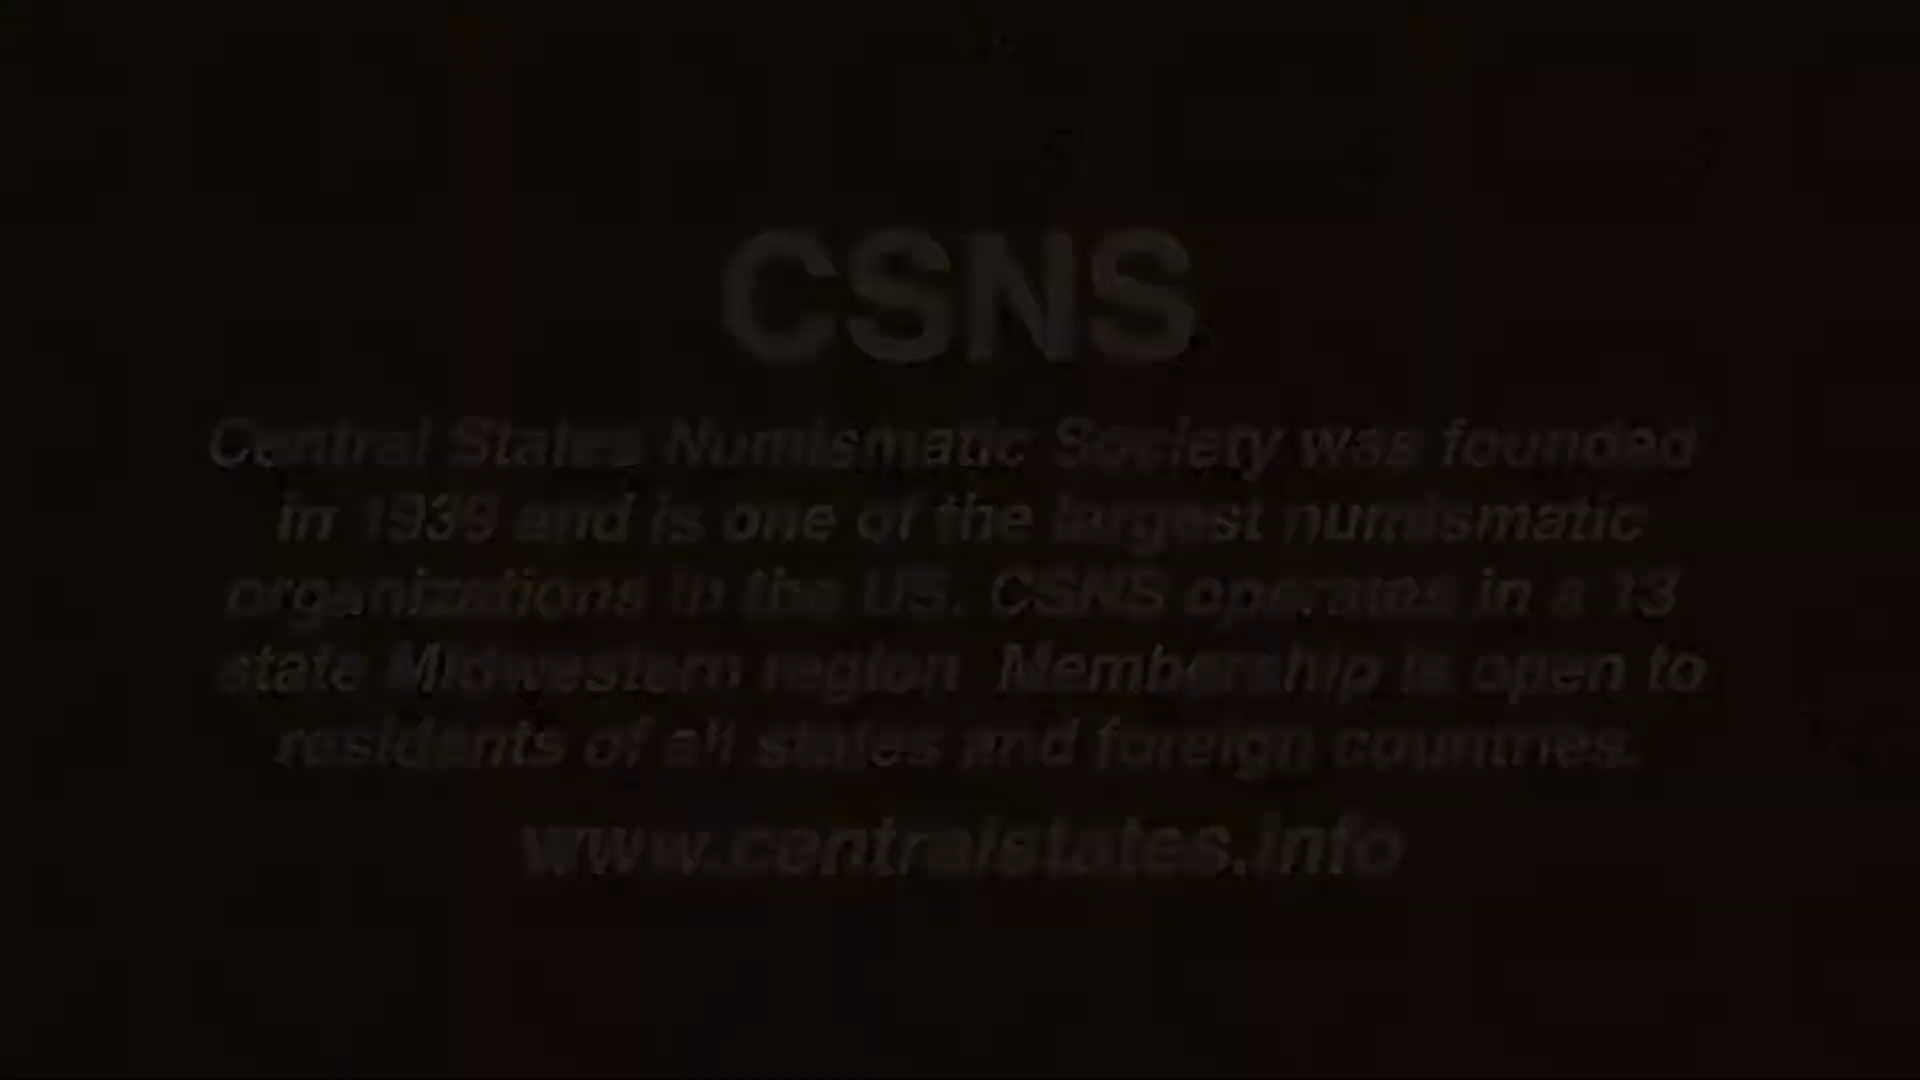 CSNS
Central States Numismatic Society was founded
in 1939 and is one of the largest numismatic
organizations in the US. CSNS operates in a 13
state Midwestern region. Membership is open to
residents of all states and foreign countries.
www.centralstates.info